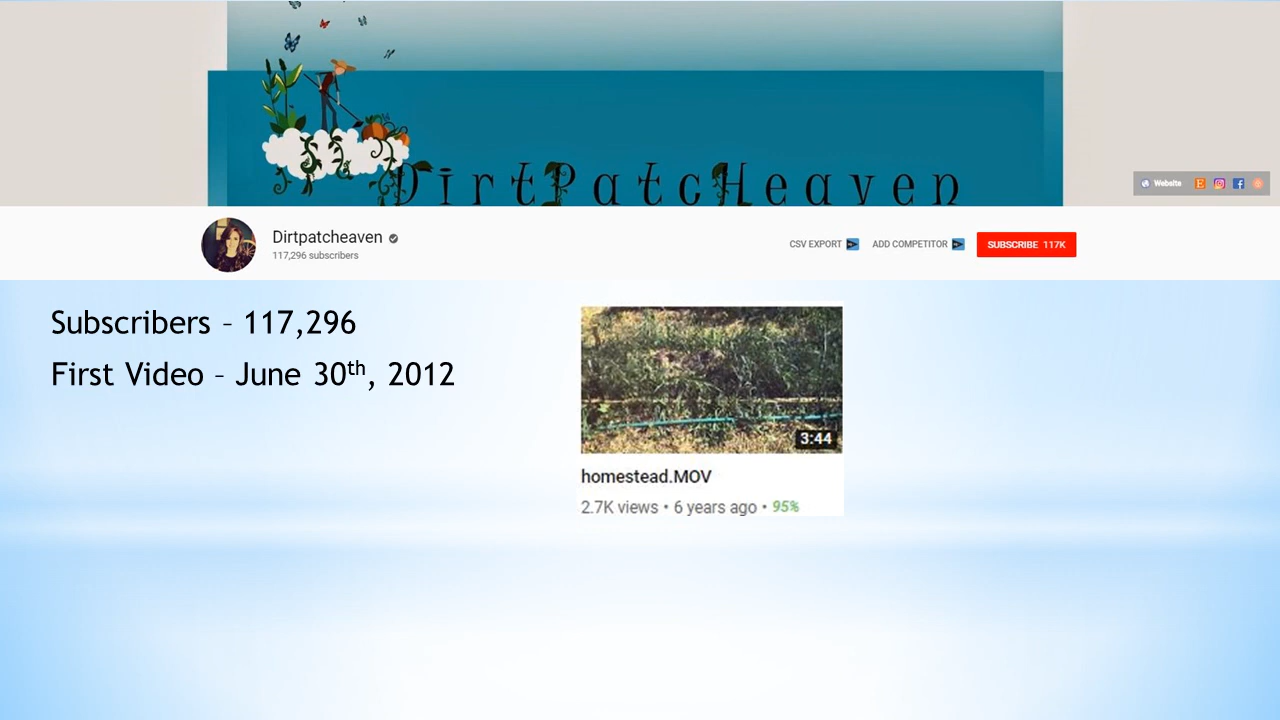 DirtPatcHeaven
Website
Dirtpatcheaven
117,296 subscribers
CSV EXPORT
ADD COMPETITOR
SUBSCRIBE 117K
Subscribers – 117,296
First Video – June 30th, 2012
3:44
homestead.MOV
2.7K views • 6 years ago • 95%